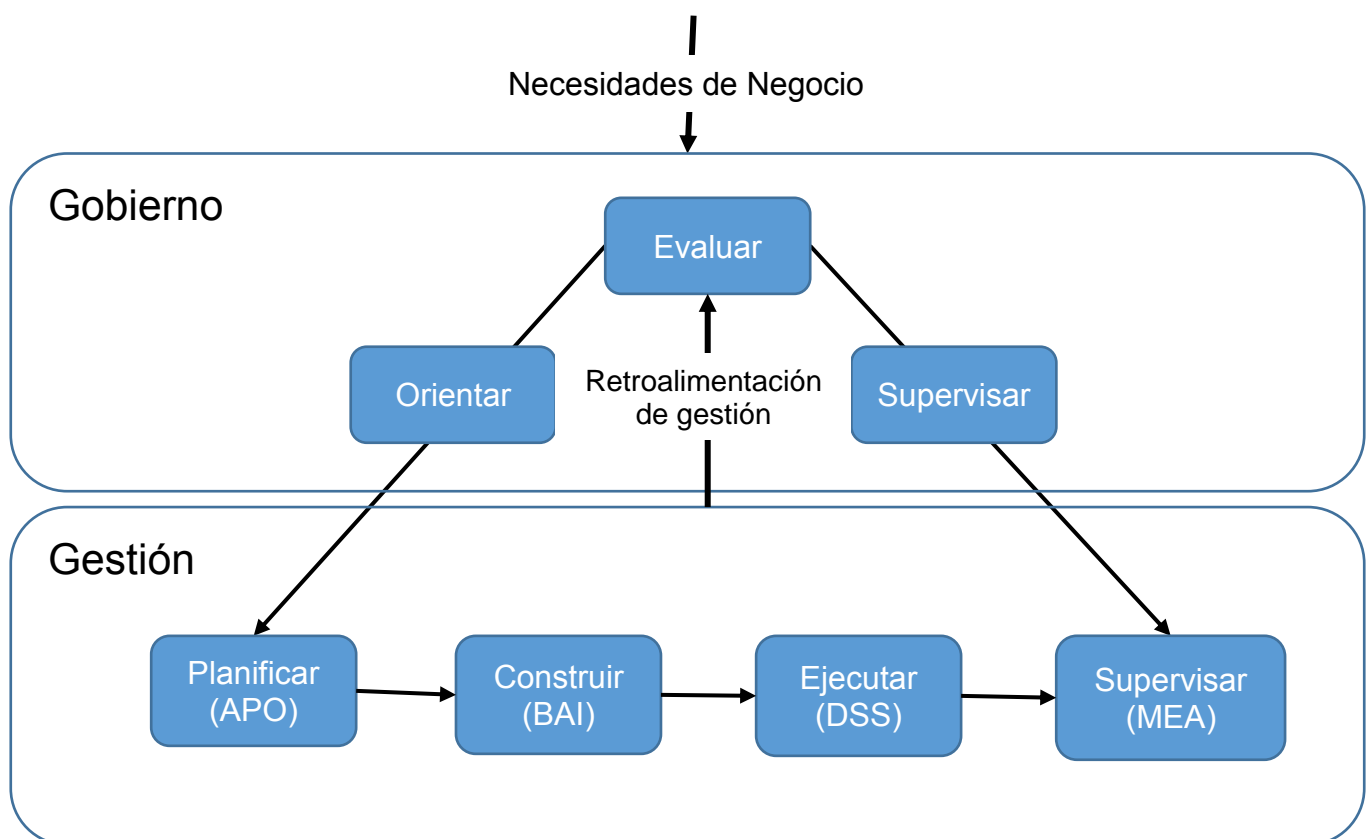 Necesidades de Negocio
Gobierno
Evaluar
Orientar
Retroalimentación
de gestión
Supervisar
Gestión
Planificar
(APO)
Construir
(BAI)
Ejecutar
(DSS)
Supervisar
(MEA)